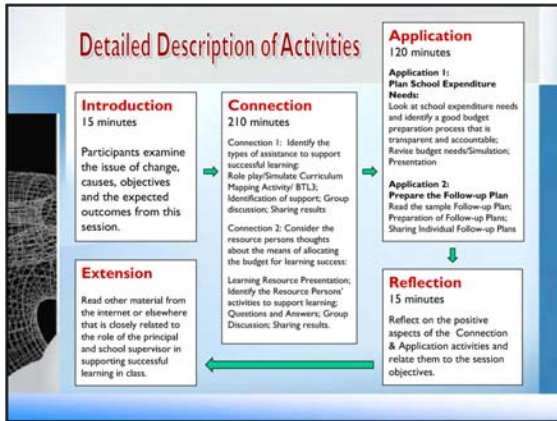 Detailed Description of Activities
Introduction
15 minutes
Participants examine
the issue of change,
causes, objectives
and the expected
outcomes from this
session.
Connection
210 minutes
Connection 1: Identify the
types of assistance to support
successful learning:
Role play/Simulate Curriculum
Mapping Activity/ BTL3;
Identification of support; Group
discussion; Sharing results
Connection 2: Consider the
resource persons thoughts
about the means of allocating
the budget for learning success:
Learning Resource Presentation;
Identify the Resource Persons'
activities to support learning;
Questions and Answers; Group
Discussion; Sharing results.
Application
120 minutes
Application 1:
Plan School Expenditure
Needs:
Look at school expenditure needs
and identify a good budget
preparation process that is
transparent and accountable;
Revise budget needs/Simulation;
Presentation
Application 2:
Prepare the Follow-up Plan
Read the sample Follow-up Plan;
Preparation of Follow-up Plans;
Sharing Individual Follow-up Plans
Reflection
15 minutes
Reflect on the positive
aspects of the Connection
& Application activities and
relate them to the session
objectives.
Extension
Read other material from the
internet or elsewhere
that is closely related to
the role of the principal
and school supervisor in
supporting successful
learning in class.